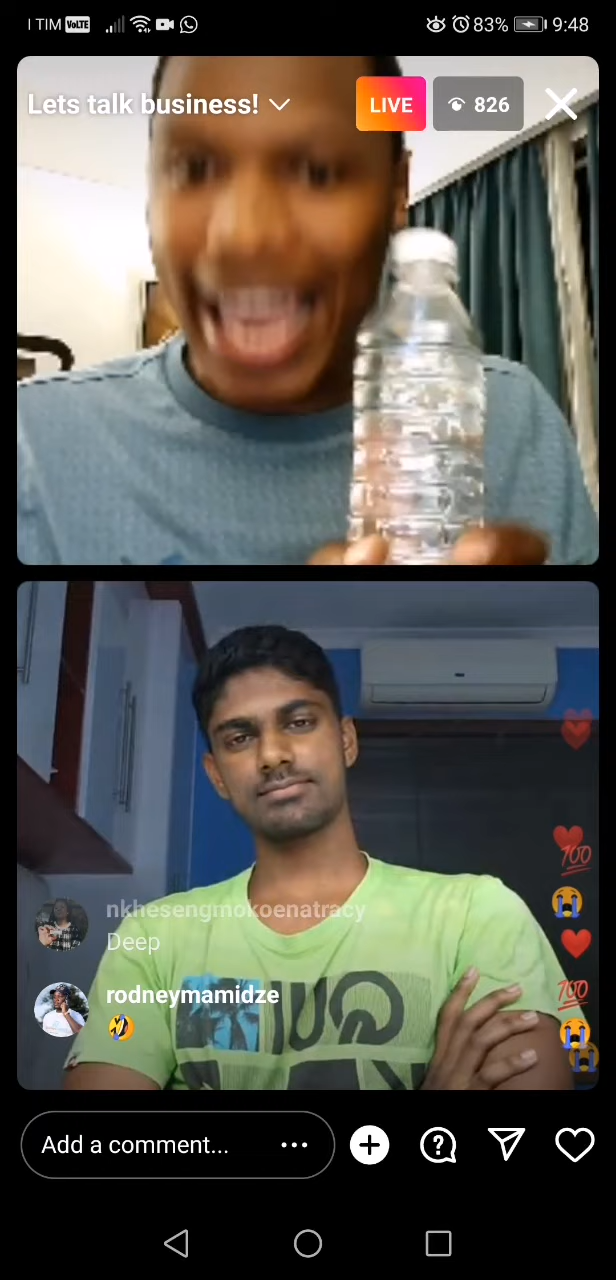 I TIM VoLTE 83% 9:48
Lets talk business! LIVE 826
nkhesengmokoenatracy
Deep
rodneymamidze
Add a comment...